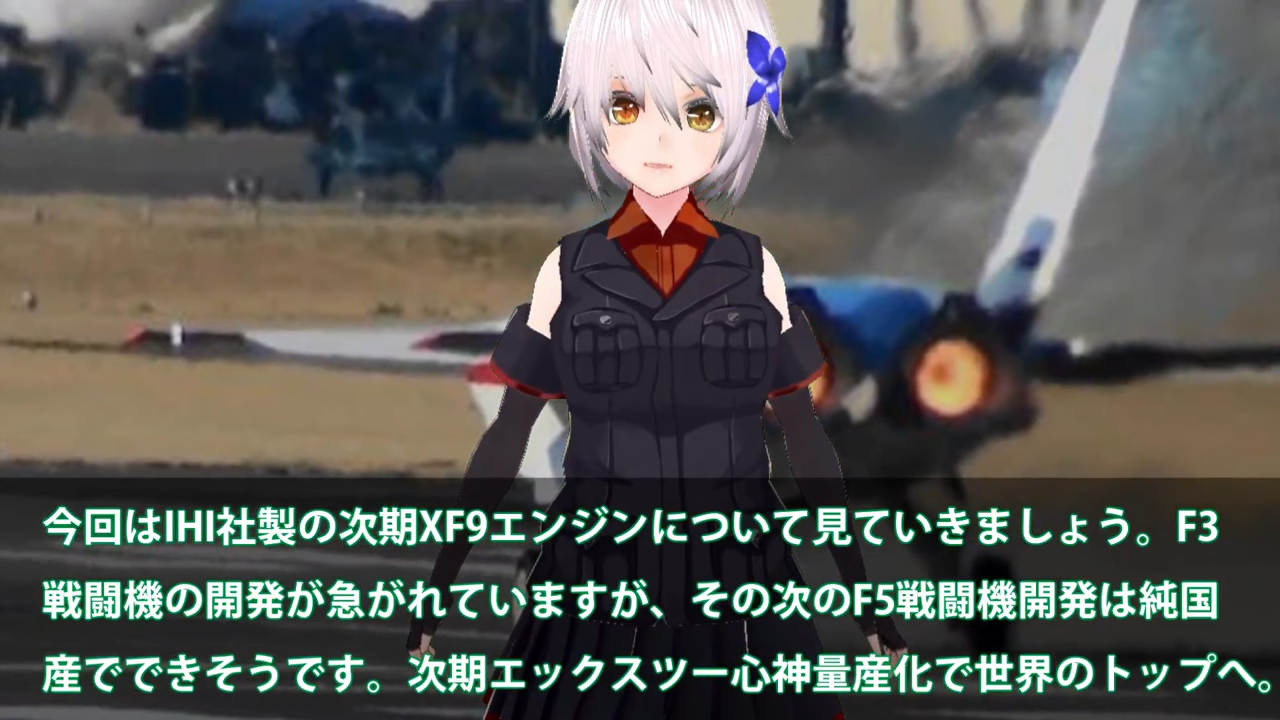 今回はIHI社製の次期XF9エンジンについて見ていきましょう。F3
戦闘機の開発が急がれていますが、その次のF5戦闘機開発は純国
産でできそうです。次期エックスツー心神量産化で世界のトップへ。